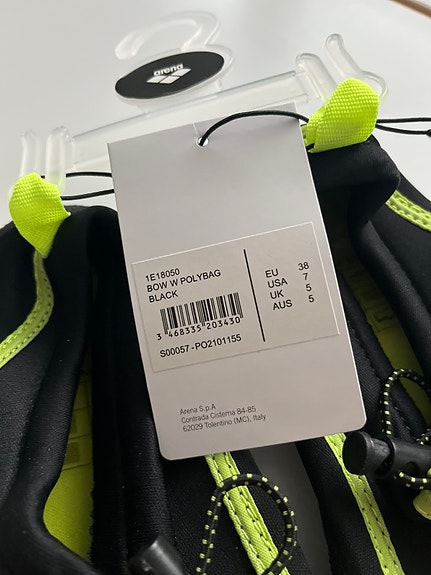 arena
1E18050
BOW W POLYBAG
BLACK
3 468335 203430
S00057-PO2101155
EU 38
USA 7
UK 5
AUS 5
Arena S.p.A
Contrada Cisterna 84-85
62029 Tolentino (MC), Italy